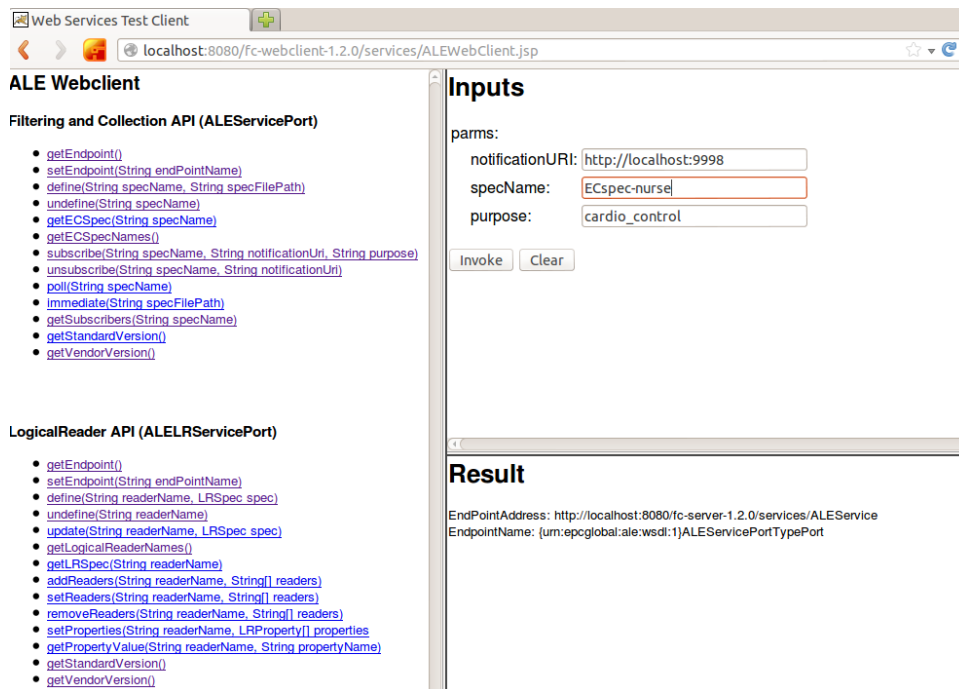 Web Services Test Client
localhost:8080/fc-webclient-1.2.0/services/ALEWebClient.jsp
ALE Webclient
Filtering and Collection API (ALEServicePort)
getEndpoint()
setEndpoint(String endPointName)
define(String specName, String specFilePath)
undefine(String specName)
getECSpec(String specName)
getECSpecNames()
subscribe(String specName, String notificationUri, String purpose)
unsubscribe(String specName, String notificationUri)
poll(String specName)
immediate(String specFilePath)
getSubscribers(String specName)
getStandardVersion()
getVendorVersion()
LogicalReader API (ALELRServicePort)
getEndpoint()
setEndpoint(String endPointName)
define(String readerName, LRSpec spec)
undefine(String readerName)
update(String readerName, LRSpec spec)
getLogicalReaderNames()
getLRSpec(String readerName)
addReaders(String readerName, String[] readers)
setReaders(String readerName, String[] readers)
removeReaders(String readerName, String[] readers)
setProperties(String readerName, LRProperty[] properties
getPropertyValue(String readerName, String propertyName)
getStandardVersion()
getVendorVersion()
Inputs
parms:
notificationURI: http://localhost:9998
specName: ECspec-nurse
purpose: cardio_control
Invoke Clear
Result
EndPointAddress: http://localhost:8080/fc-server-1.2.0/services/ALEService
EndpointName: {urn:epcglobal:ale:wsdl:1}ALEServicePortTypePort